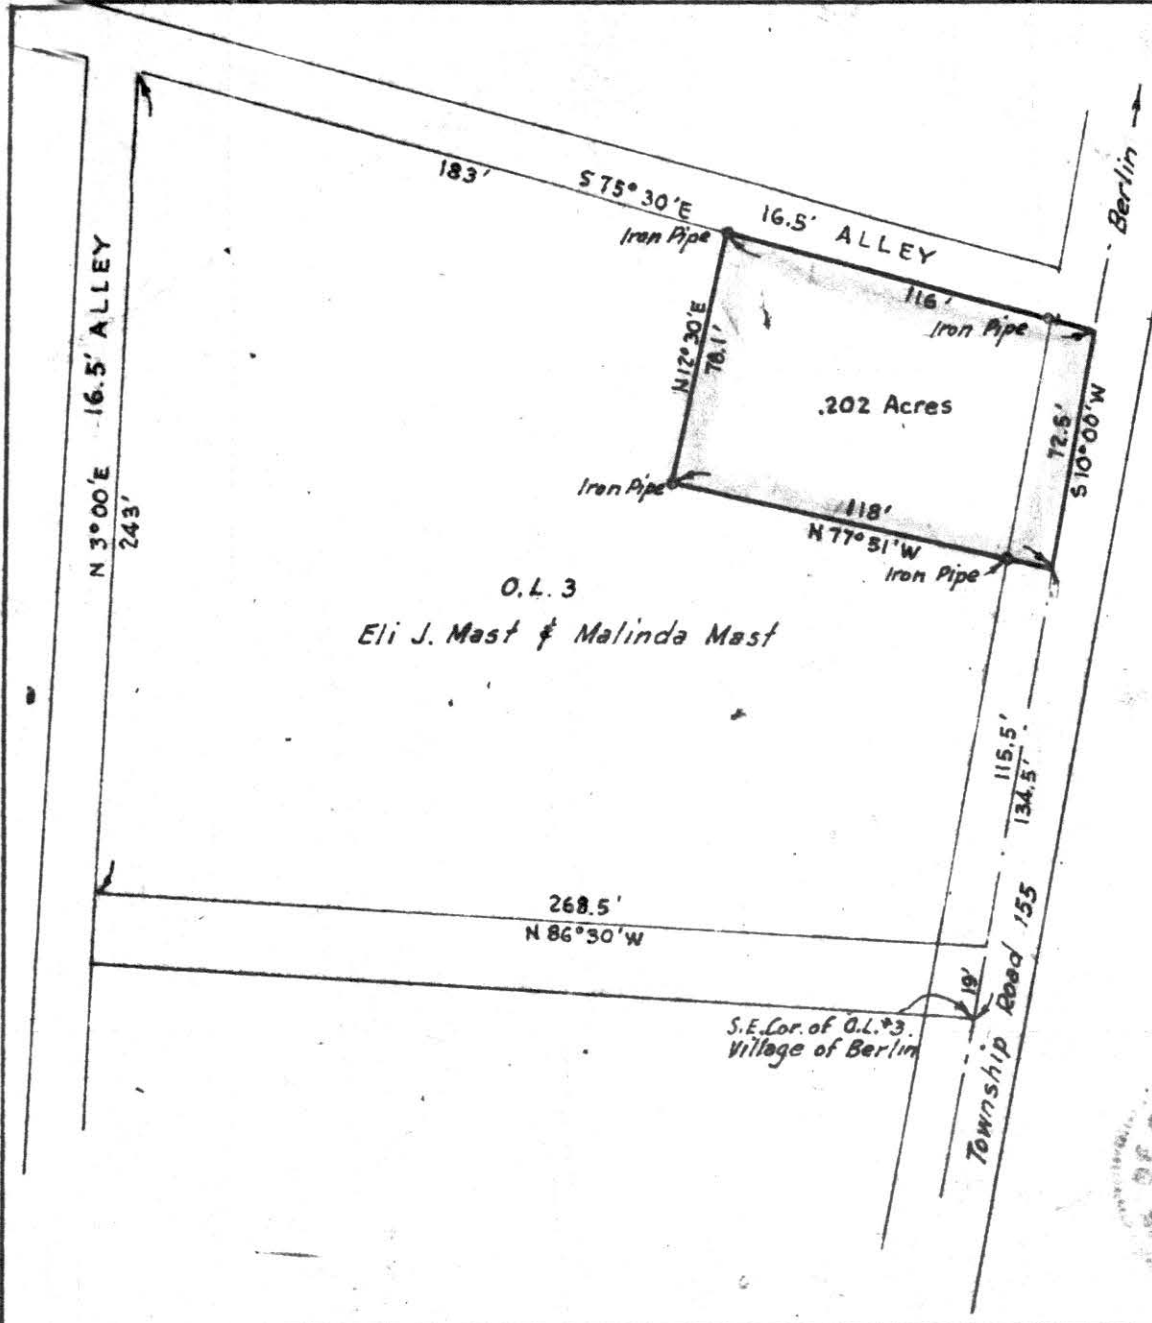 Berlin
183'
S 75° 30' E
16.5' ALLEY
Iron Pipe
116'
Iron Pipe
N 3° 00' E 16.5' ALLEY
243'
N 12° 30' E
78.1'
.202 Acres
72.5'
S 10° 00' W
Iron Pipe
118'
N 77° 51' W
Iron Pipe
O.L. 3
Eli J. Mast & Malinda Mast
115.5'
134.5'
268.5'
N 86° 30' W
19'
S.E. Cor. of O.L. #3.
Village of Berlin
Township Road 155